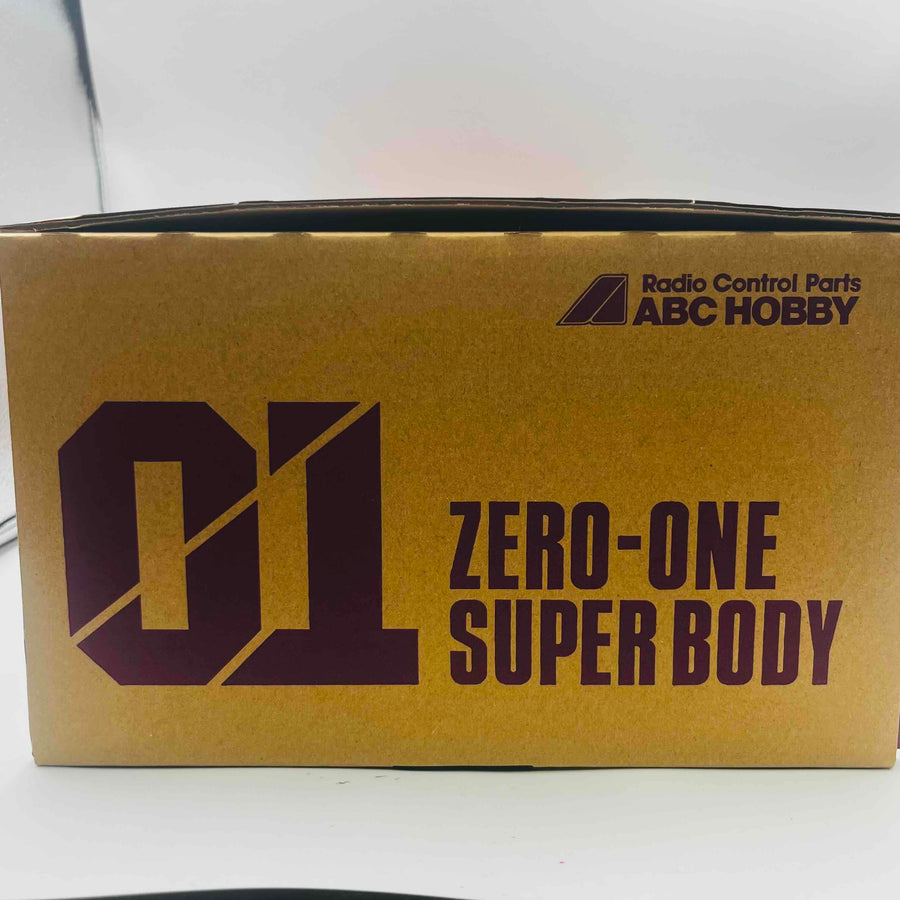 Radio Control Parts
ABC HOBBY
01
ZERO-ONE
SUPER BODY